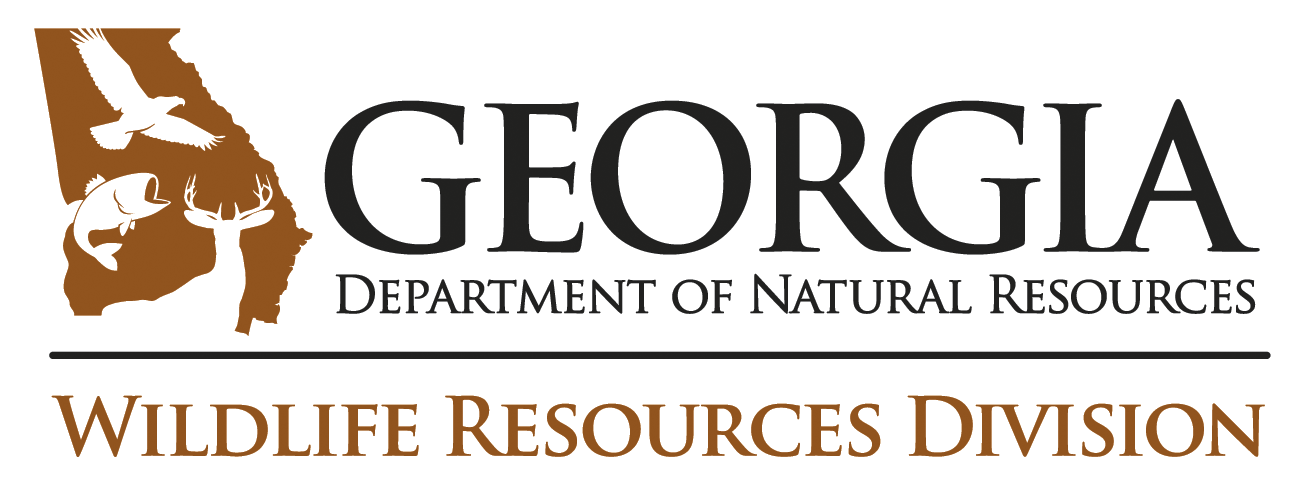 GEORGIA
DEPARTMENT OF NATURAL RESOURCES
WILDLIFE RESOURCES DIVISION